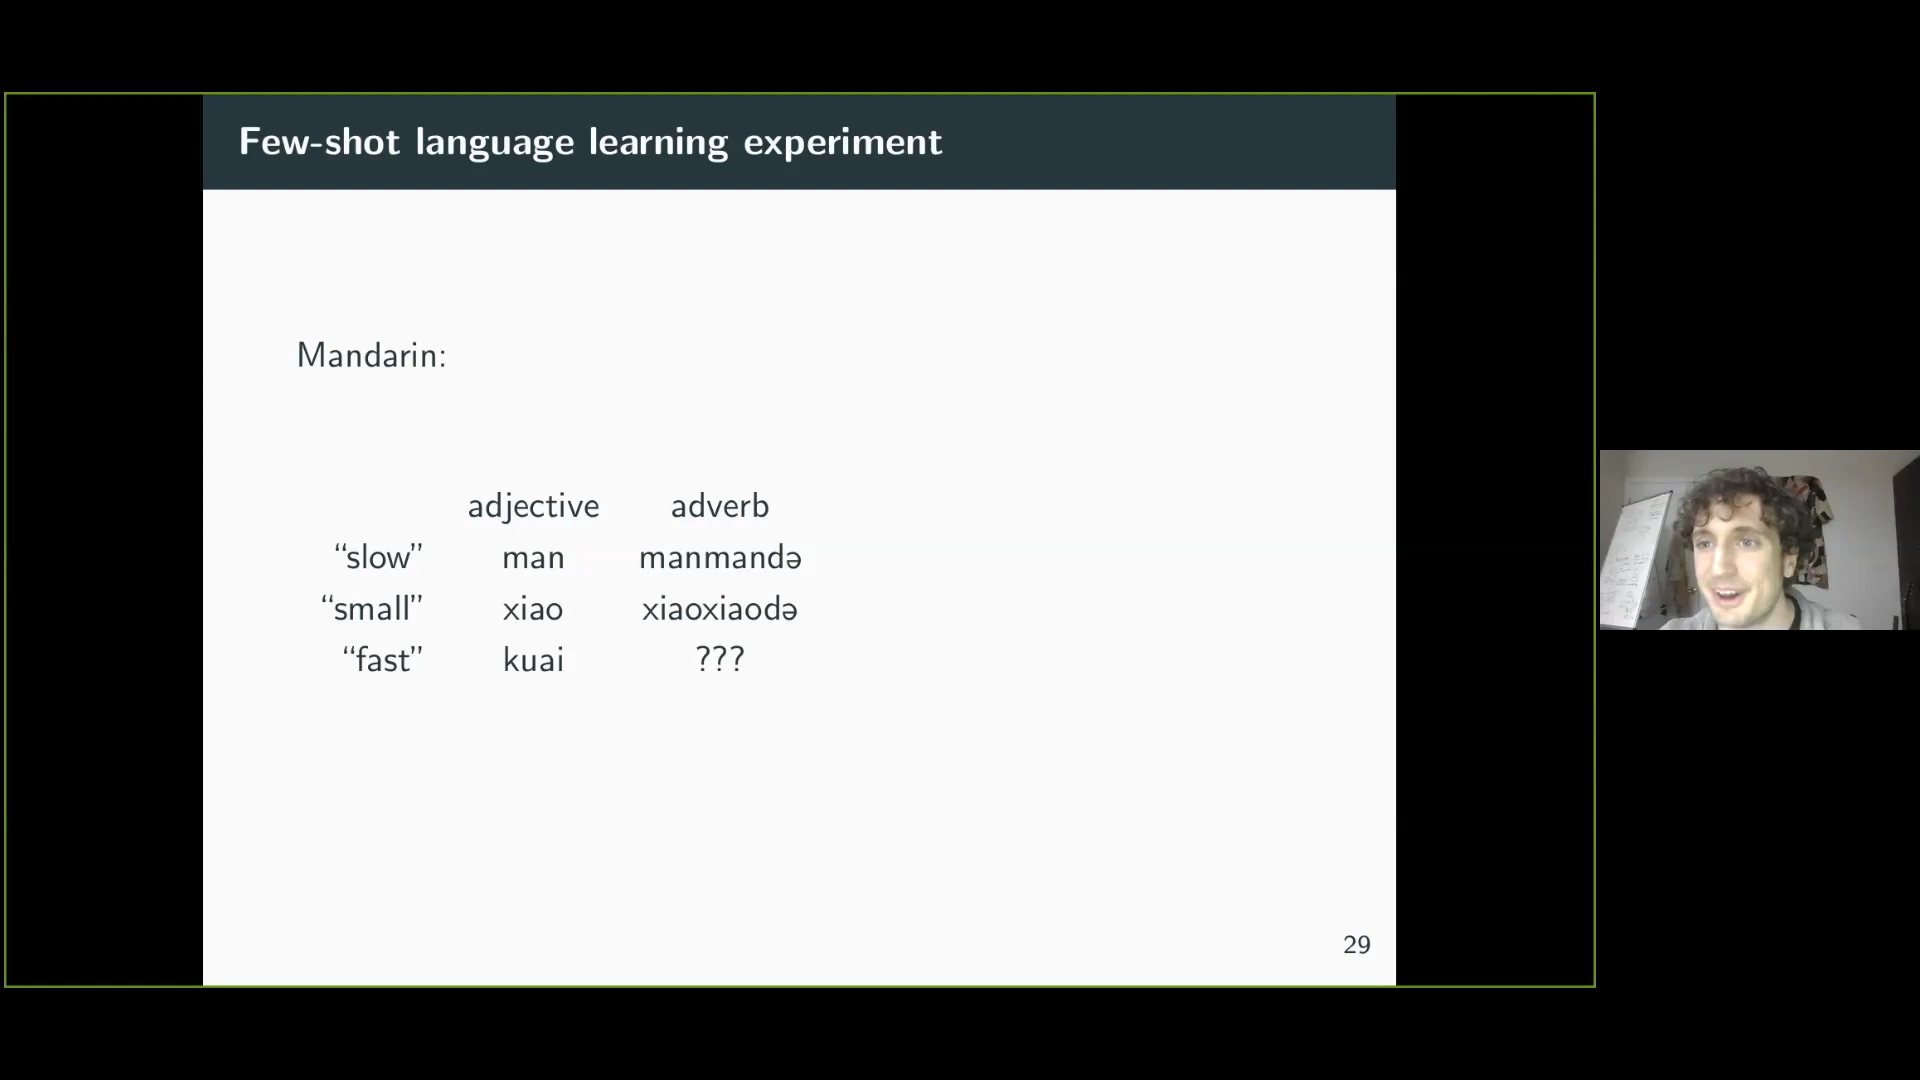 Few-shot language learning experiment
Mandarin:
adjective adverb
“slow” man manmandə
“small” xiao xiaoxiaodə
“fast” kuai ???
29